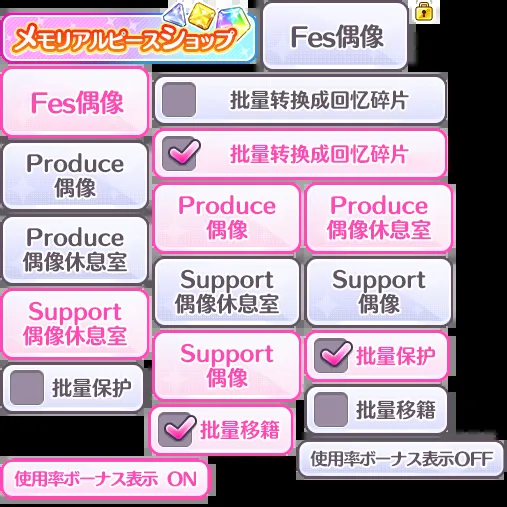 メモリアルピースショップ
Fes偶像
Fes偶像
批量转换成回忆碎片
批量转换成回忆碎片
Produce
偶像
Produce
偶像
Produce
偶像休息室
Produce
偶像休息室
Support
偶像休息室
Support
偶像
Support
偶像休息室
Support
偶像
批量保护
批量保护
批量移籍
批量移籍
使用率ボーナス表示OFF
使用率ボーナス表示 ON